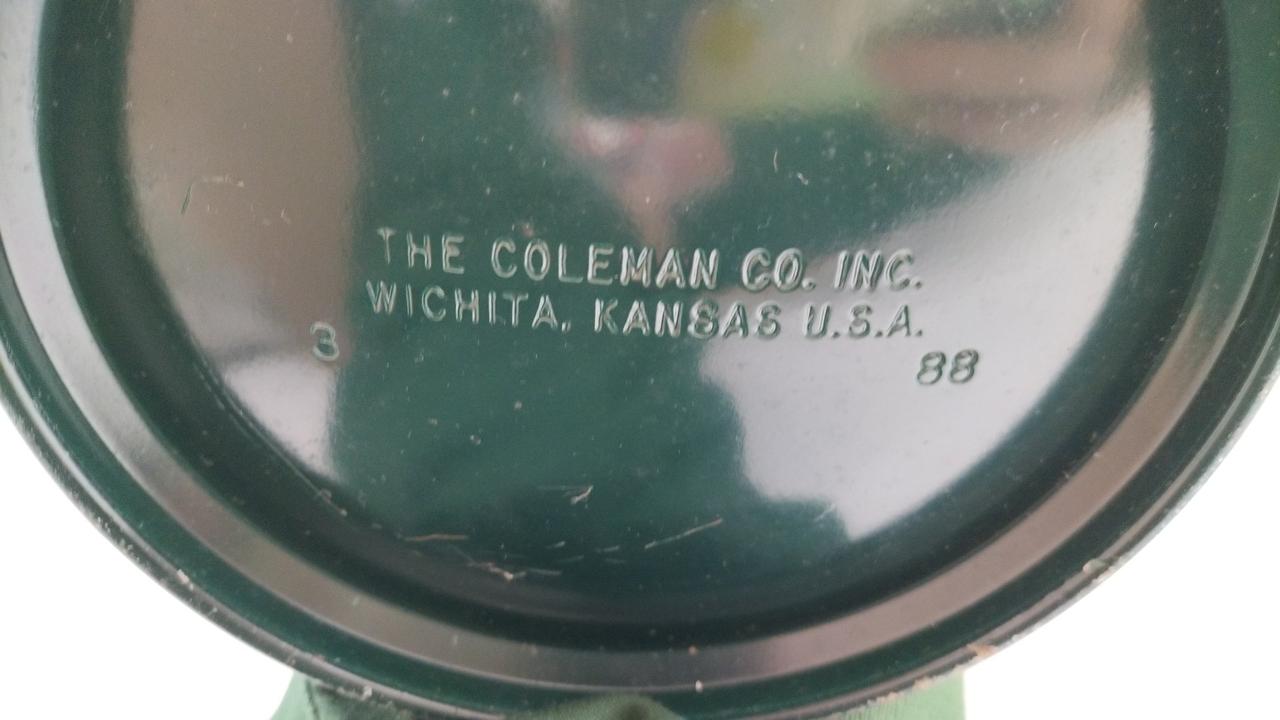 THE COLEMAN CO. INC.
WICHITA, KANSAS U.S.A.
3 88